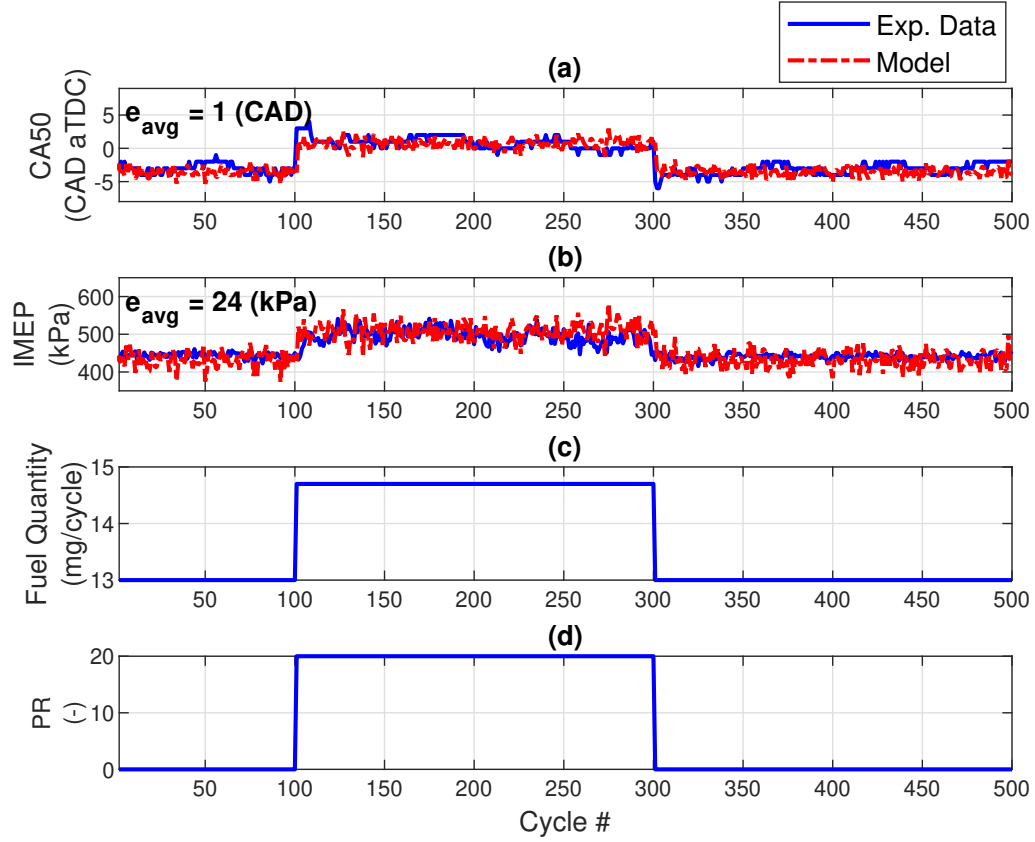 Exp. Data
Model
(a)
e_avg = 1 (CAD)
CA50
(CAD aTDC)
5
0
-5
50 100 150 200 250 300 350 400 450 500
(b)
e_avg = 24 (kPa)
IMEP
(kPa)
600
500
400
50 100 150 200 250 300 350 400 450 500
(c)
Fuel Quantity
(mg/cycle)
15
14
13
50 100 150 200 250 300 350 400 450 500
(d)
PR
(-)
20
10
0
50 100 150 200 250 300 350 400 450 500
Cycle #